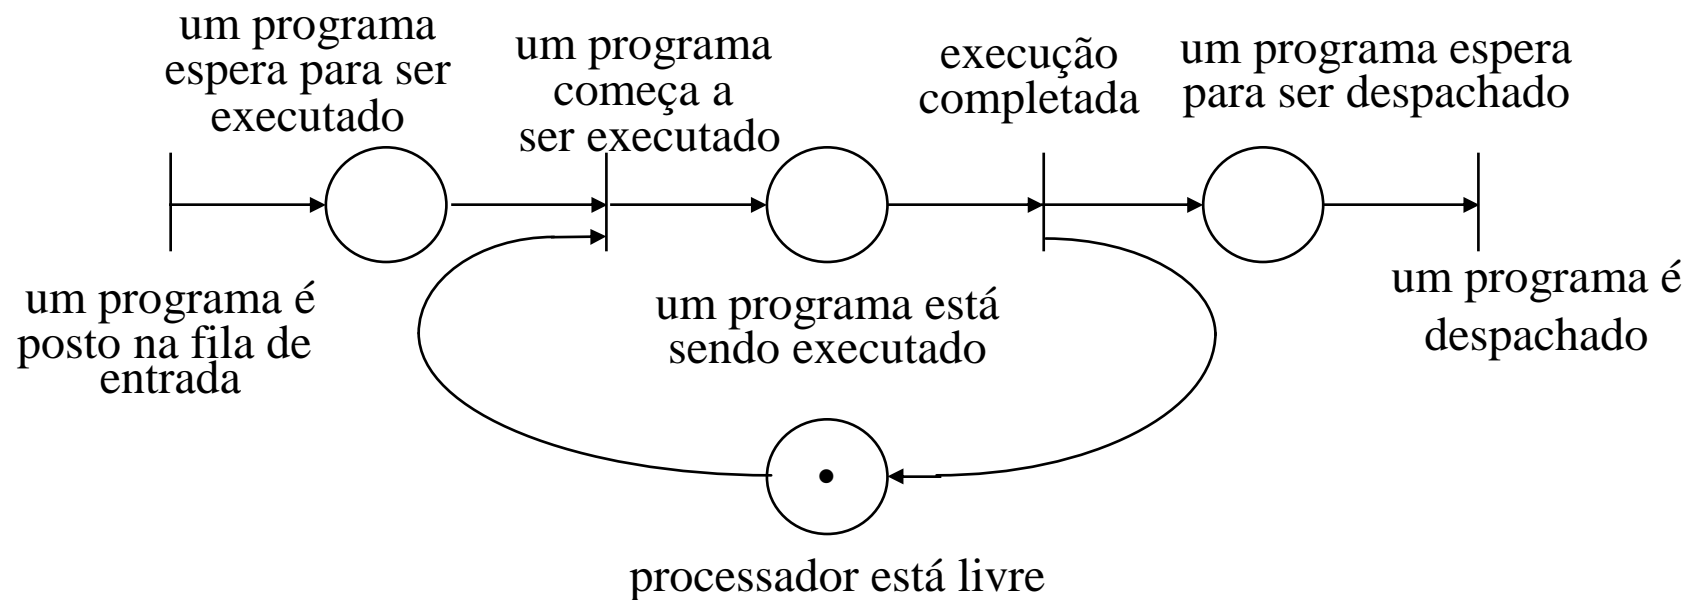 um programa
espera para ser
executado
um programa
começa a
ser executado
execução
completada
um programa espera
para ser despachado
um programa é
posto na fila de
entrada
um programa está
sendo executado
um programa é
despachado
processador está livre